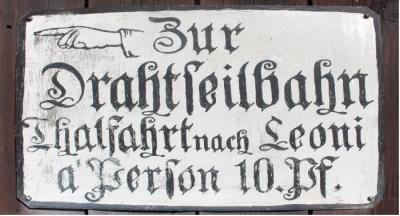 Zur
Drahtſeilbahn
Thalfahrt nach Leoni
a Perſon 10. Pf.